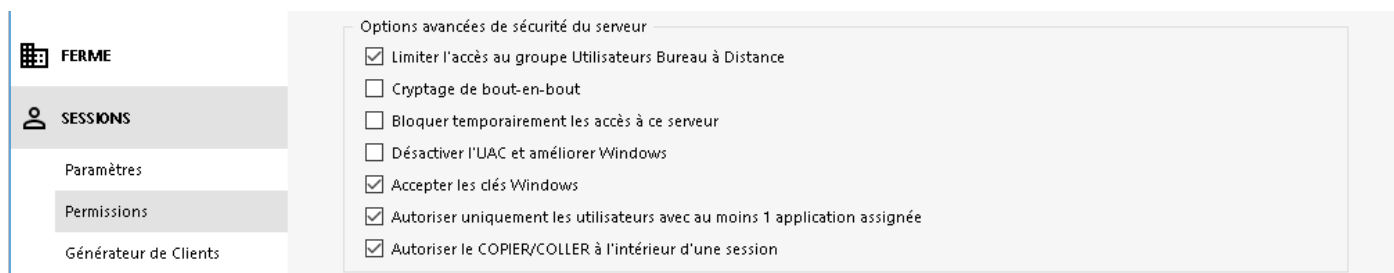 FERME
SESSIONS
Paramètres
Permissions
Générateur de Clients
Options avancées de sécurité du serveur
Limiter l'accès au groupe Utilisateurs Bureau à Distance
Cryptage de bout-en-bout
Bloquer temporairement les accès à ce serveur
Désactiver l'UAC et améliorer Windows
Accepter les clés Windows
Autoriser uniquement les utilisateurs avec au moins 1 application assignée
Autoriser le COPIER/COLLER à l'intérieur d'une session